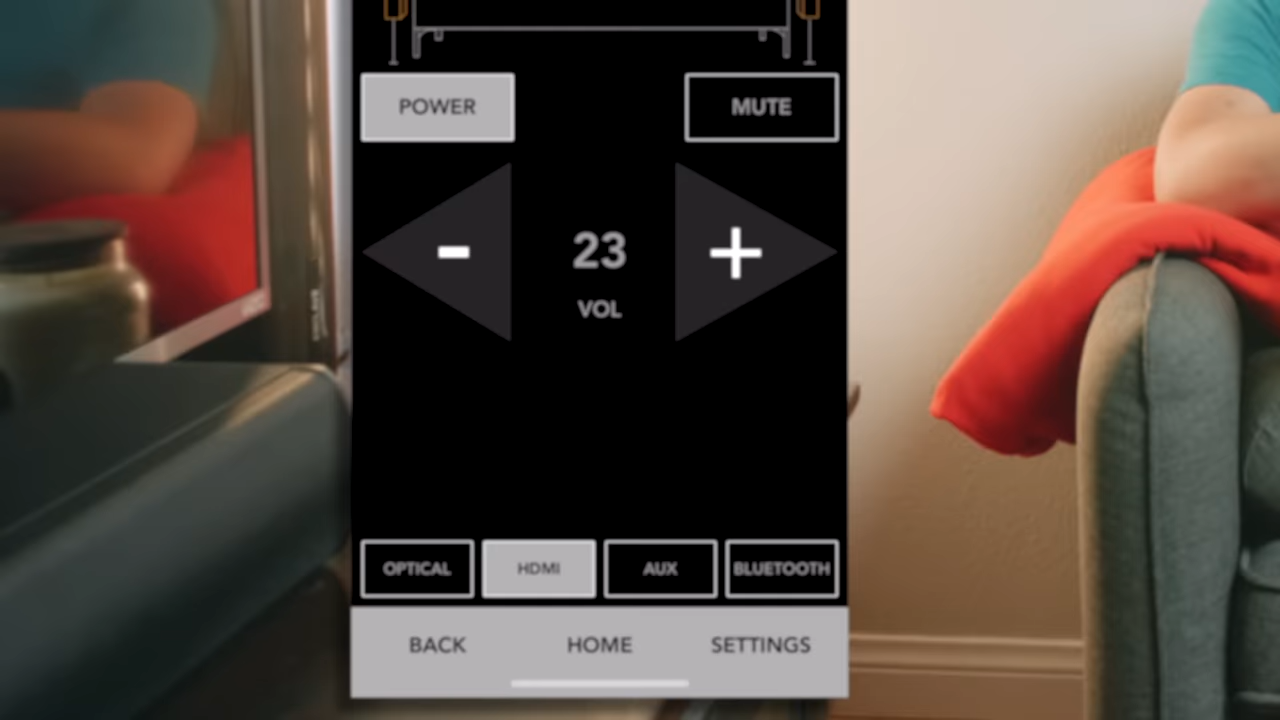 POWER
MUTE
23
VOL
OPTICAL
HDMI
AUX
BLUETOOTH
BACK
HOME
SETTINGS